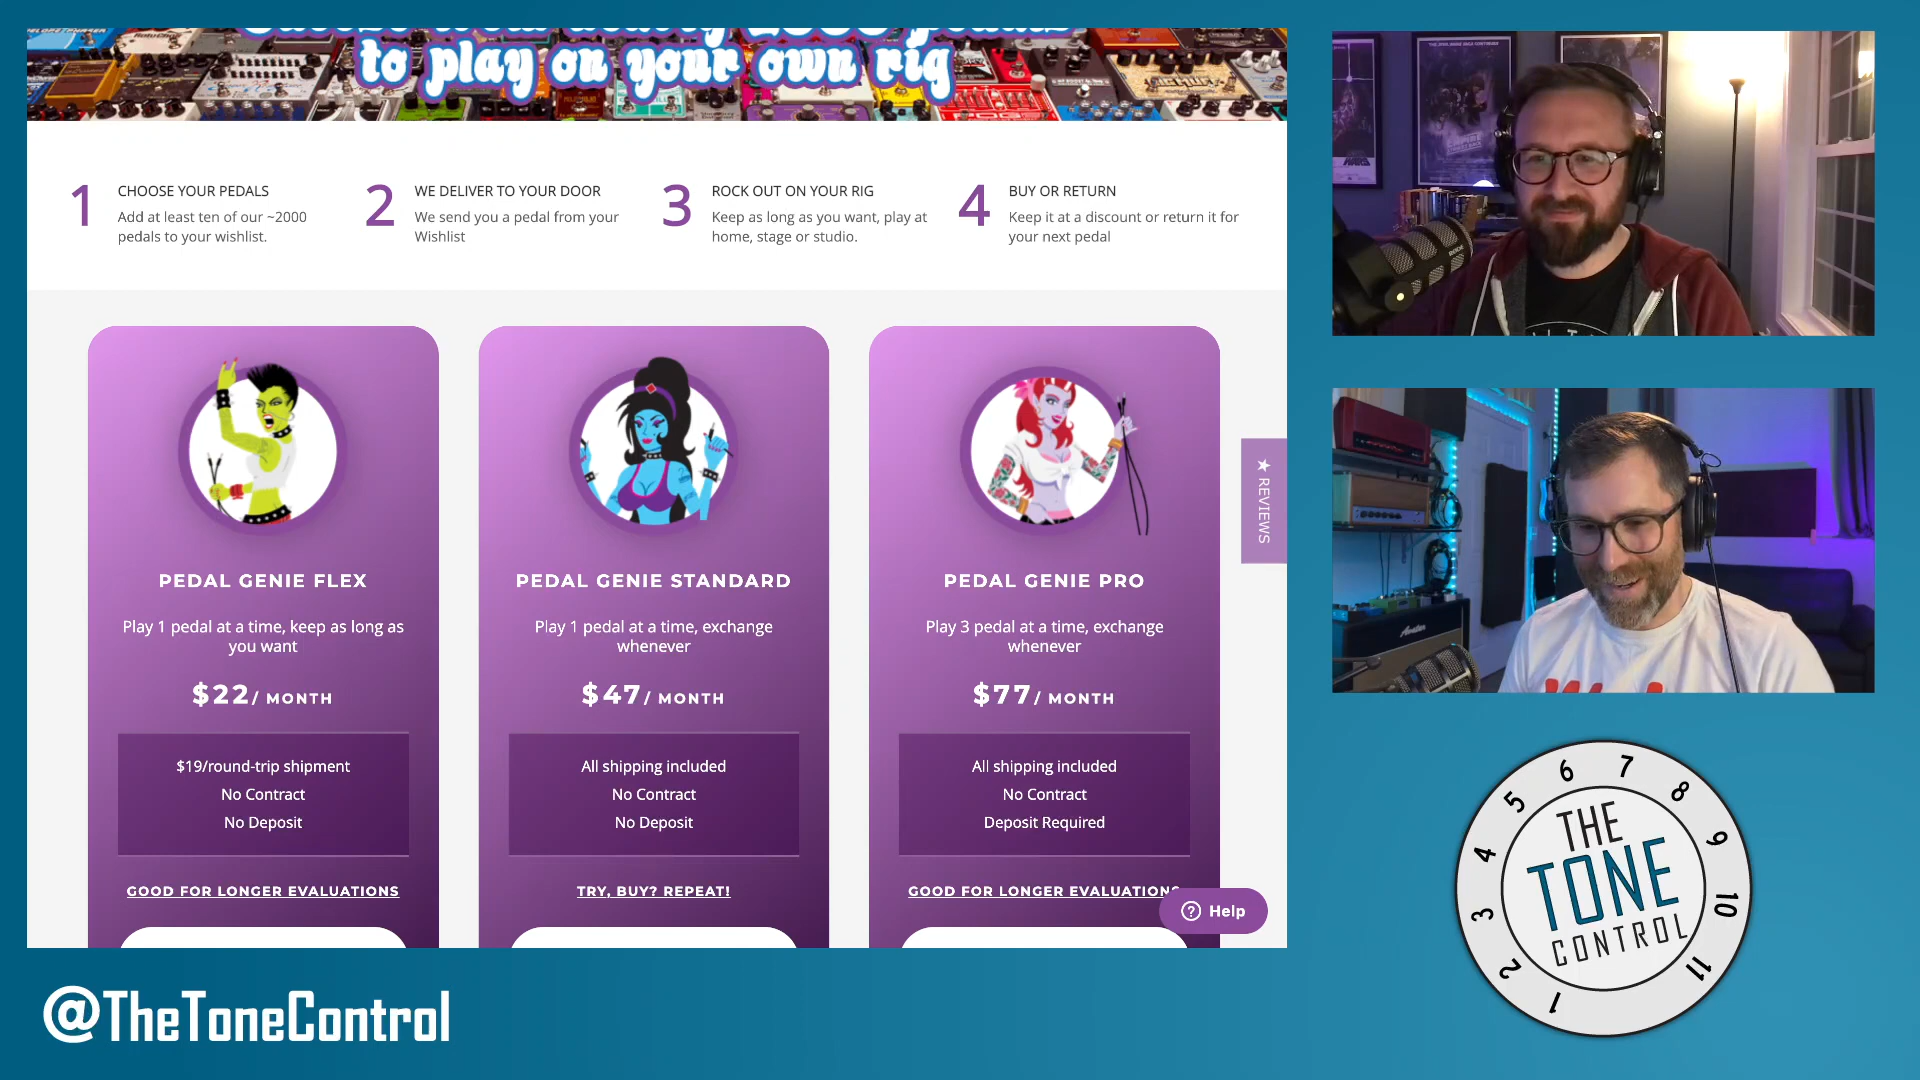 to play on your own rig
1
CHOOSE YOUR PEDALS
Add at least ten of our ~2000
pedals to your wishlist.
2
WE DELIVER TO YOUR DOOR
We send you a pedal from your
Wishlist
3
ROCK OUT ON YOUR RIG
Keep as long as you want, play at
home, stage or studio.
4
BUY OR RETURN
Keep it at a discount or return it for
your next pedal
PEDAL GENIE FLEX
Play 1 pedal at a time, keep as long as
you want
$22/ MONTH
$19/round-trip shipment
No Contract
No Deposit
GOOD FOR LONGER EVALUATIONS
PEDAL GENIE STANDARD
Play 1 pedal at a time, exchange
whenever
$47/ MONTH
All shipping included
No Contract
No Deposit
TRY, BUY? REPEAT!
PEDAL GENIE PRO
Play 3 pedal at a time, exchange
whenever
$77/ MONTH
All shipping included
No Contract
Deposit Required
GOOD FOR LONGER EVALUATIONS
★ REVIEWS
Help
Avatar
1 2 3 4 5 6 7 8 9 10 11
THE
TONE
CONTROL
@TheToneControl